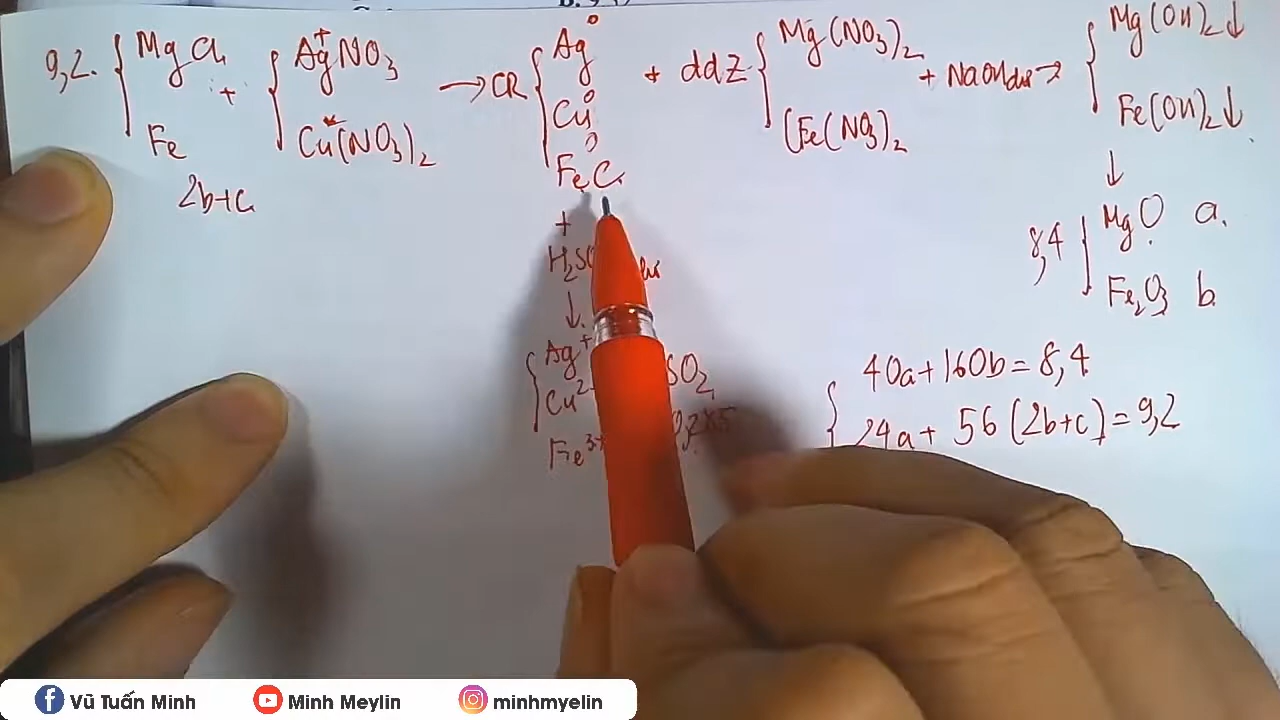 9,2. { Mg a + { AgNO3 → CR { Ag + ddZ { Mg(NO3)2 + NaOH dư → { Mg(OH)2↓
Fe Cu(NO3)2 Cu Fe(NO3)2 Fe(OH)2↓
2b+c Fe c ↓
+ 8,4 { MgO a.
H2SO Fe2O3 b
↓
Ag+ SO2 40a+160b=8,4
Cu2+ 24a+56(2b+c)=9,2
Fe3+
Vũ Tuấn Minh Minh Meylin minhmyelin